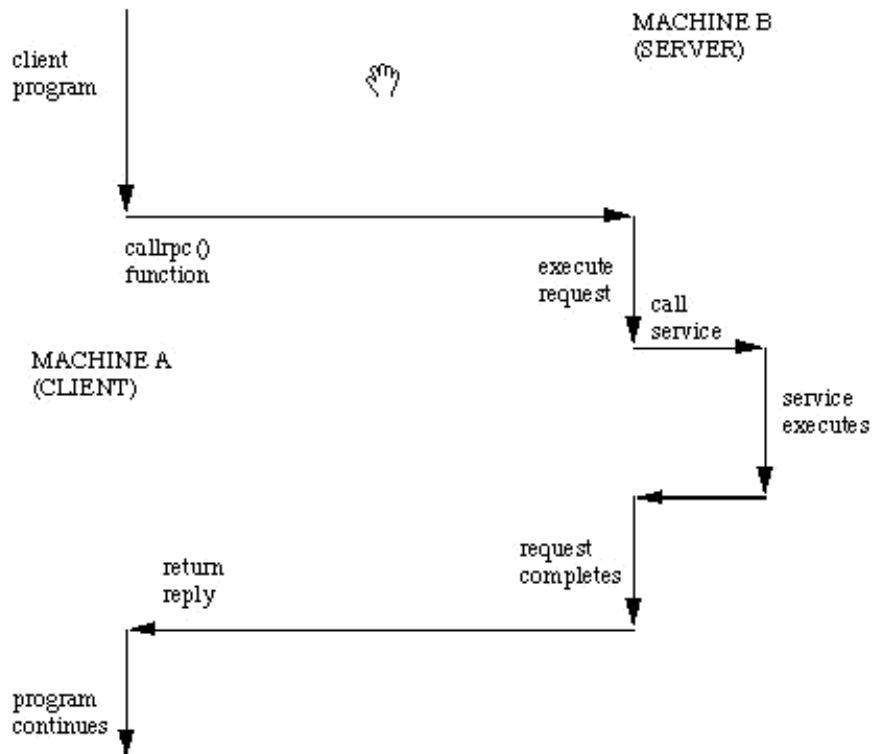 MACHINE B
(SERVER)
client
program
callrpc()
function
execute
request
call
service
MACHINE A
(CLIENT)
service
executes
request
completes
return
reply
program
continues